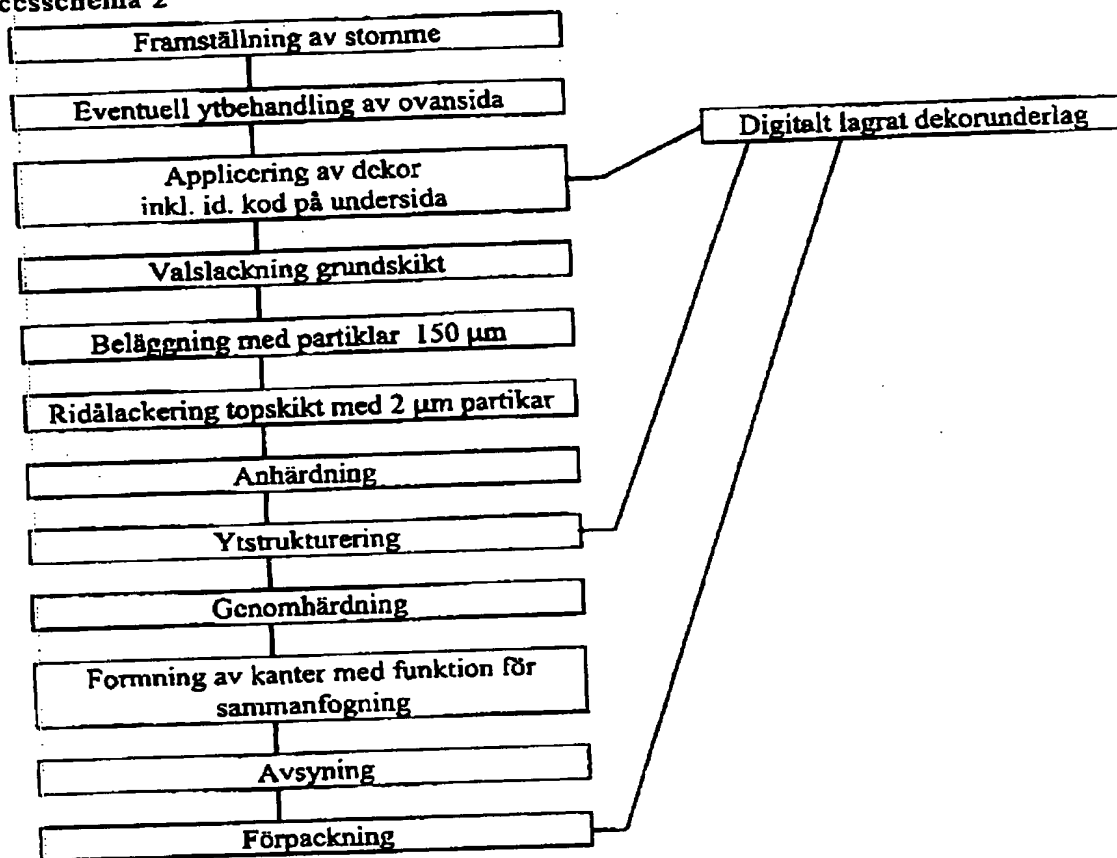 ccsschema 2
Framställning av stomme
Eventuell ytbehandling av ovansida
Digitalt lagrat dekorunderlag
Applicering av dekor
inkl. id. kod på undersida
Valslackning grundskikt
Beläggning med partiklar 150 µm
Ridålackering topskikt med 2 µm partikar
Anhärdning
Ytstrukturering
Genomhärdning
Formning av kanter med funktion för
sammanfogning
Avsyning
Förpackning